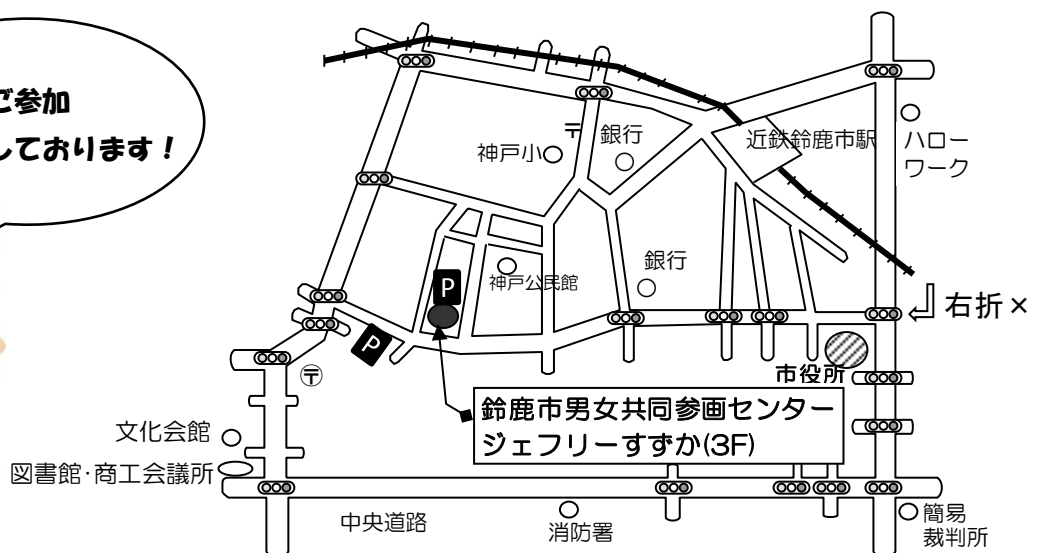 ご参加
しております！
神戸小
〒
銀行
近鉄鈴鹿市駅
ハロー
ワーク
神戸公民館
銀行
P
P
右折×
市役所
〒
鈴鹿市男女共同参画センター
ジェフリーすずか(3F)
文化会館
図書館・商工会議所
中央道路
消防署
簡易
裁判所